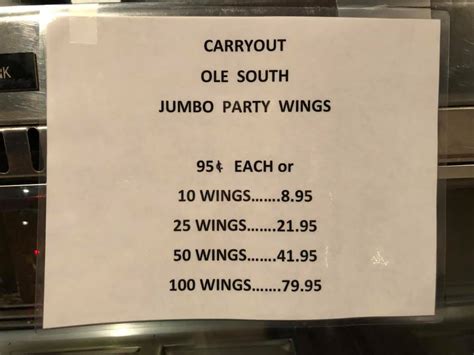 NK
CARRYOUT
OLE SOUTH
JUMBO PARTY WINGS
95¢ EACH or
10 WINGS.......8.95
25 WINGS.......21.95
50 WINGS.......41.95
100 WINGS.......79.95